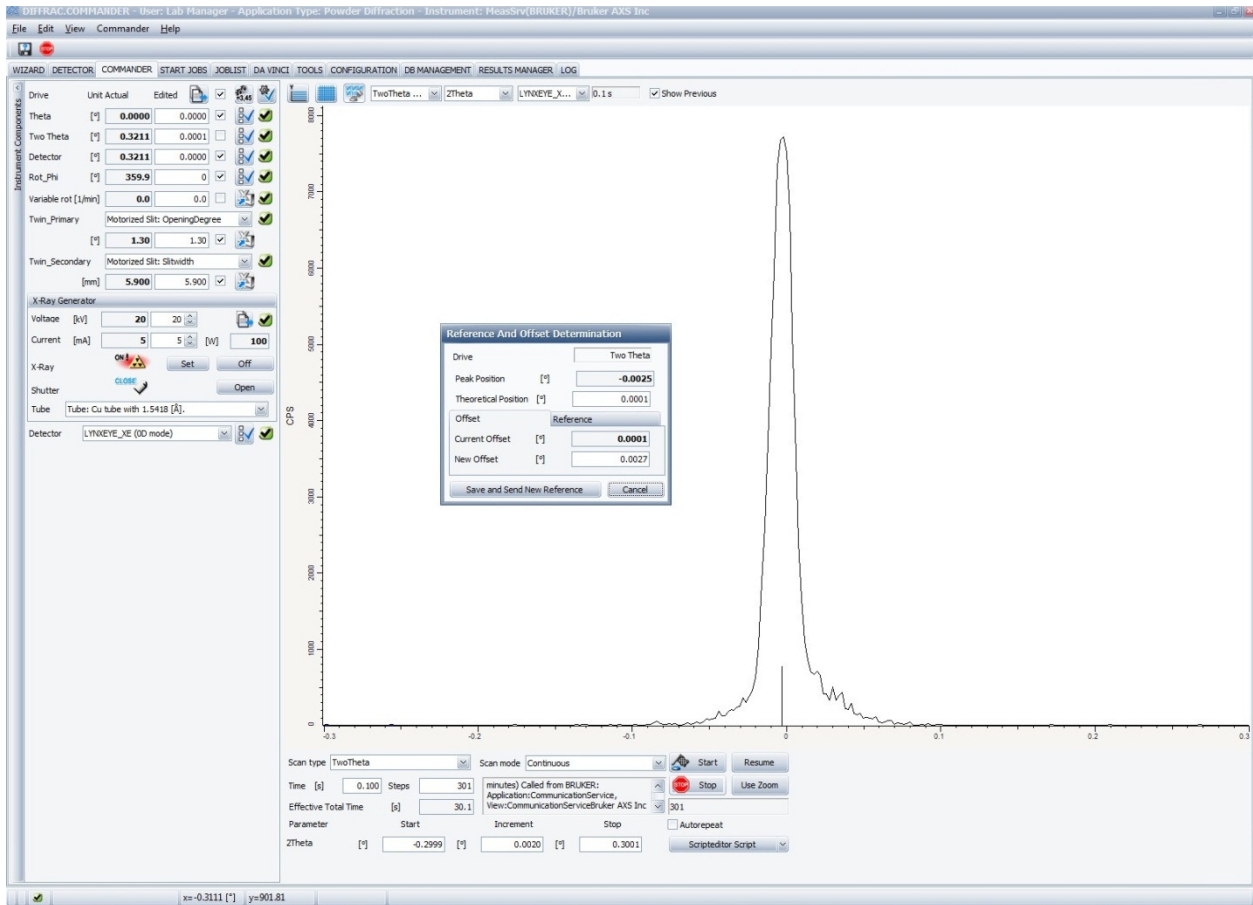 DIFFRAC.COMMANDER - User: Lab Manager - Application Type: Powder Diffraction - Instrument: MeasSrv(BRUKER)/Bruker AXS Inc
File Edit View Commander Help
WIZARD DETECTOR COMMANDER START JOBS JOBLIST DA VINCI TOOLS CONFIGURATION DB MANAGEMENT RESULTS MANAGER LOG
Instrument Components
Drive Unit Actual Edited
Theta [°] 0.0000 0.0000
Two Theta [°] 0.3211 0.0001
Detector [°] 0.3211 0.0000
Rot_Phi [°] 359.9 0
Variable rot [1/min] 0.0 0.0
Twin_Primary Motorized Slit: OpeningDegree
[°] 1.30 1.30
Twin_Secondary Motorized Slit: Slitwidth
[mm] 5.900 5.900
X-Ray Generator
Voltage [kV] 20 20
Current [mA] 5 5 [W] 100
X-Ray ON ! Set Off
Shutter CLOSE Open
Tube Tube: Cu tube with 1.5418 [Å].
Detector LYNXEYE_XE (0D mode)
TwoTheta ... 2Theta LYNXEYE_X... 0.1 s Show Previous
CPS
8000
7000
6000
5000
4000
3000
2000
1000
0
-0.3 -0.2 -0.1 0 0.1 0.2 0.3
Reference And Offset Determination
Drive Two Theta
Peak Position [°] -0.0025
Theoretical Position [°] 0.0001
Offset Reference
Current Offset [°] 0.0001
New Offset [°] 0.0027
Save and Send New Reference Cancel
Scan type TwoTheta Scan mode Continuous Start Resume
Time [s] 0.100 Steps 301
minutes) Called from BRUKER:
Application:CommunicationService,
View:CommunicationServiceBruker AXS Inc
STOP Stop Use Zoom
Effective Total Time [s] 30.1
301
Parameter Start Increment Stop Autorepeat
2Theta [°] -0.2999 [°] 0.0020 [°] 0.3001 Scripteditor Script
x=-0.3111 [°] y=901.81